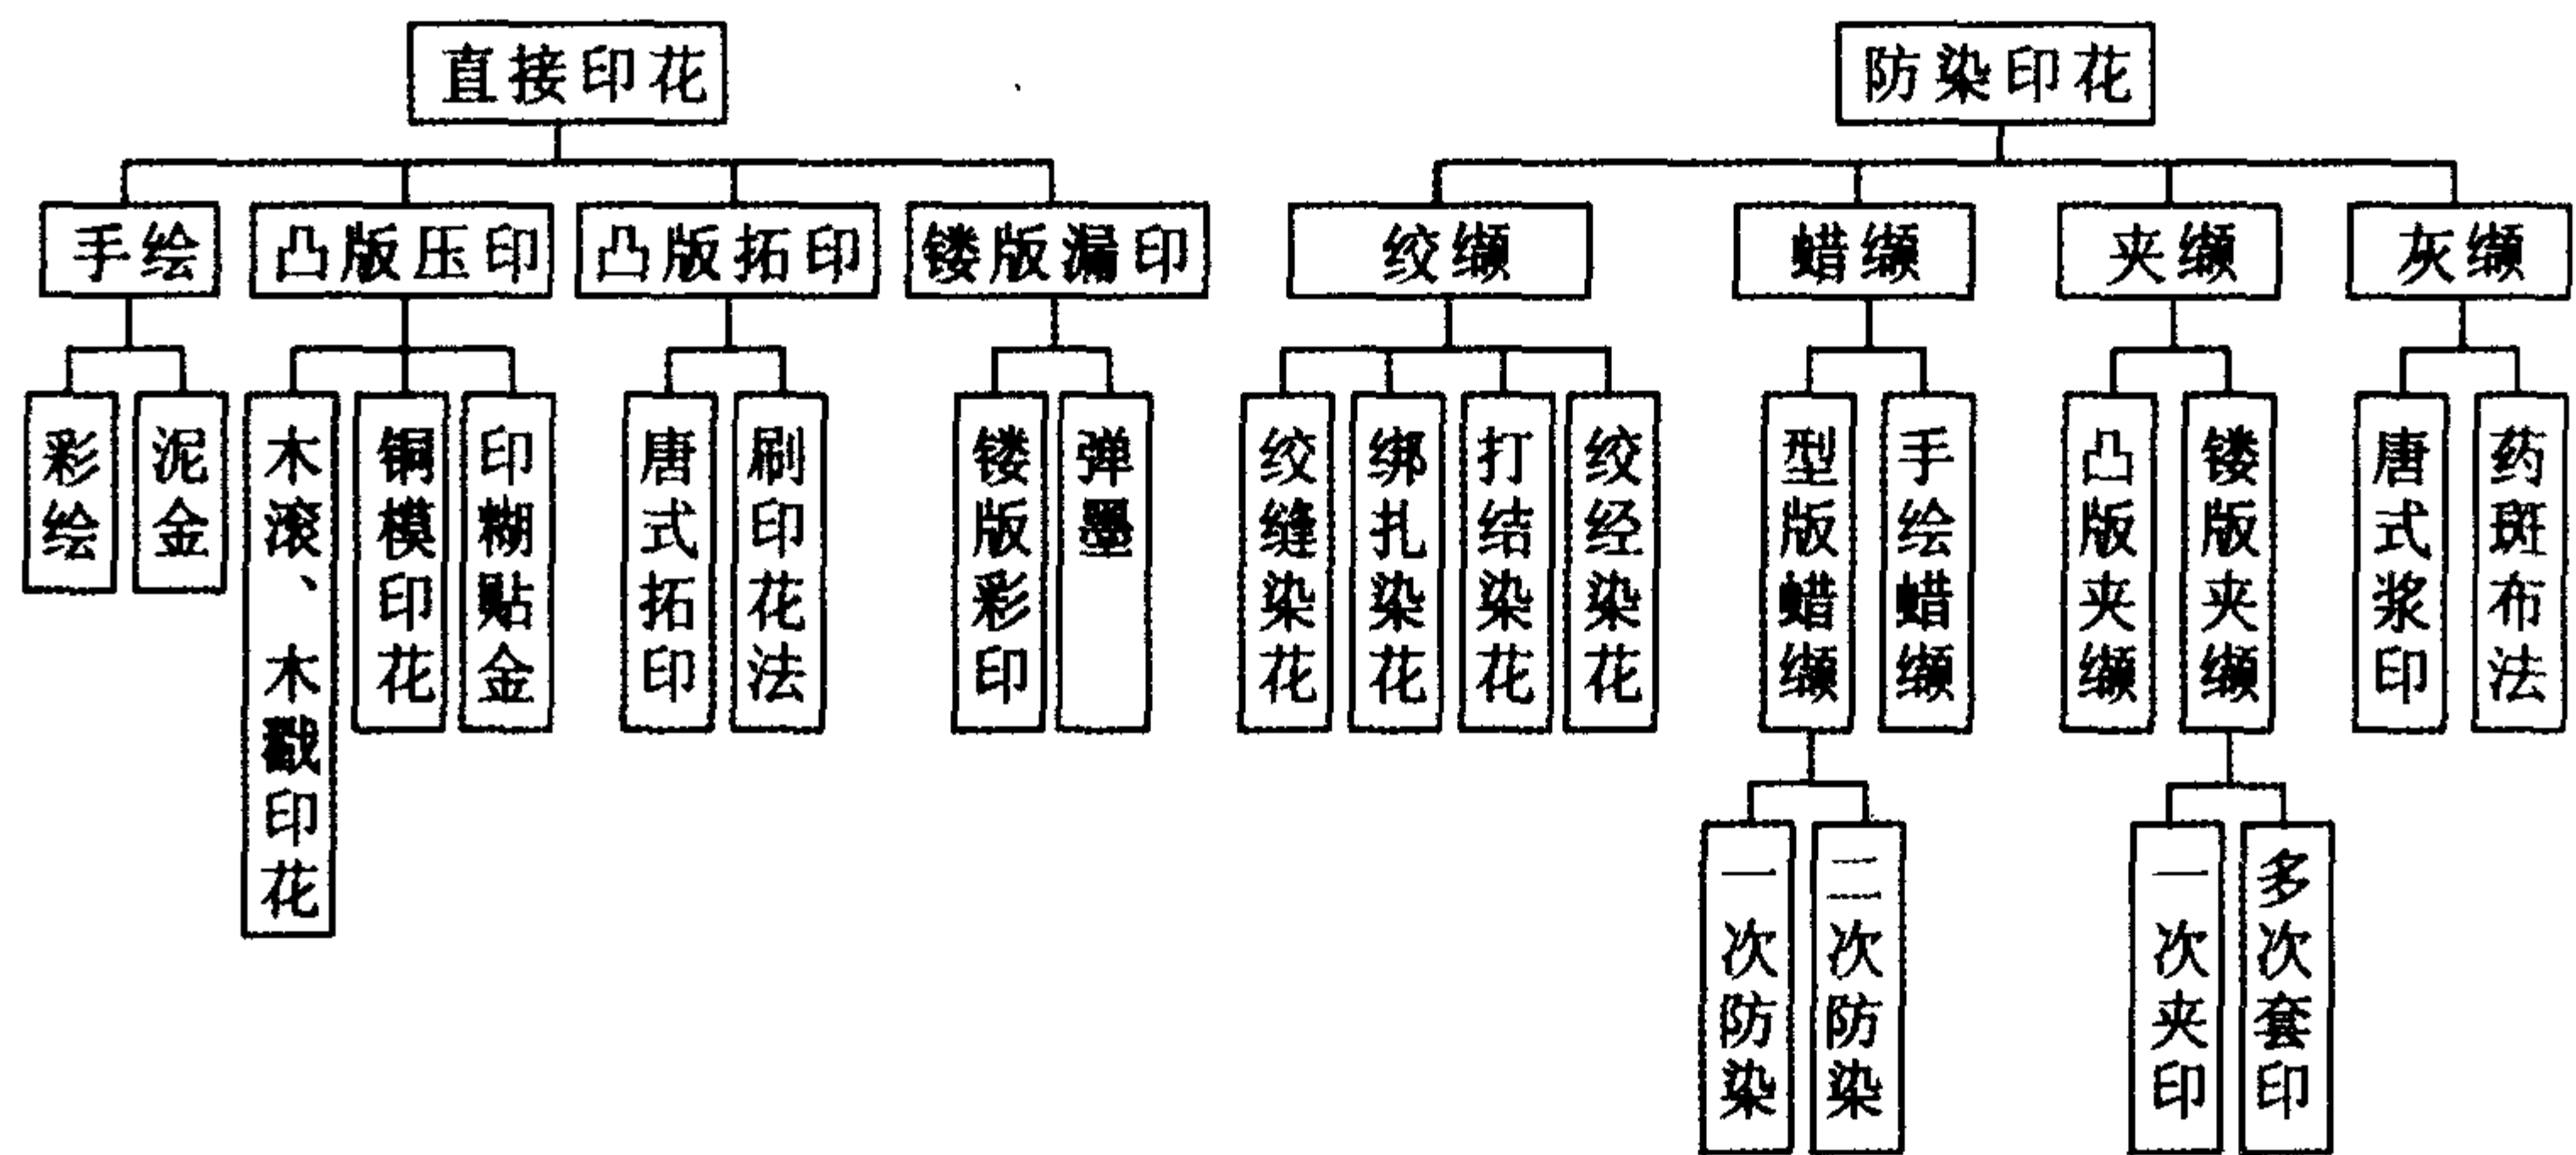 直接印花
防染印花
手绘
凸版压印
凸版拓印
镂版漏印
绞缬
蜡缬
夹缬
灰缬
彩绘
泥金
木滚、木戳印花
铜模印花
印糊贴金
唐式拓印
刷印花法
镂版彩印
弹墨
绞缝染花
绑扎染花
打结染花
绞经染花
型版蜡缬
手绘蜡缬
凸版夹缬
镂版夹缬
唐式浆印
药斑布法
一次防染
二次防染
一次夹印
多次套印